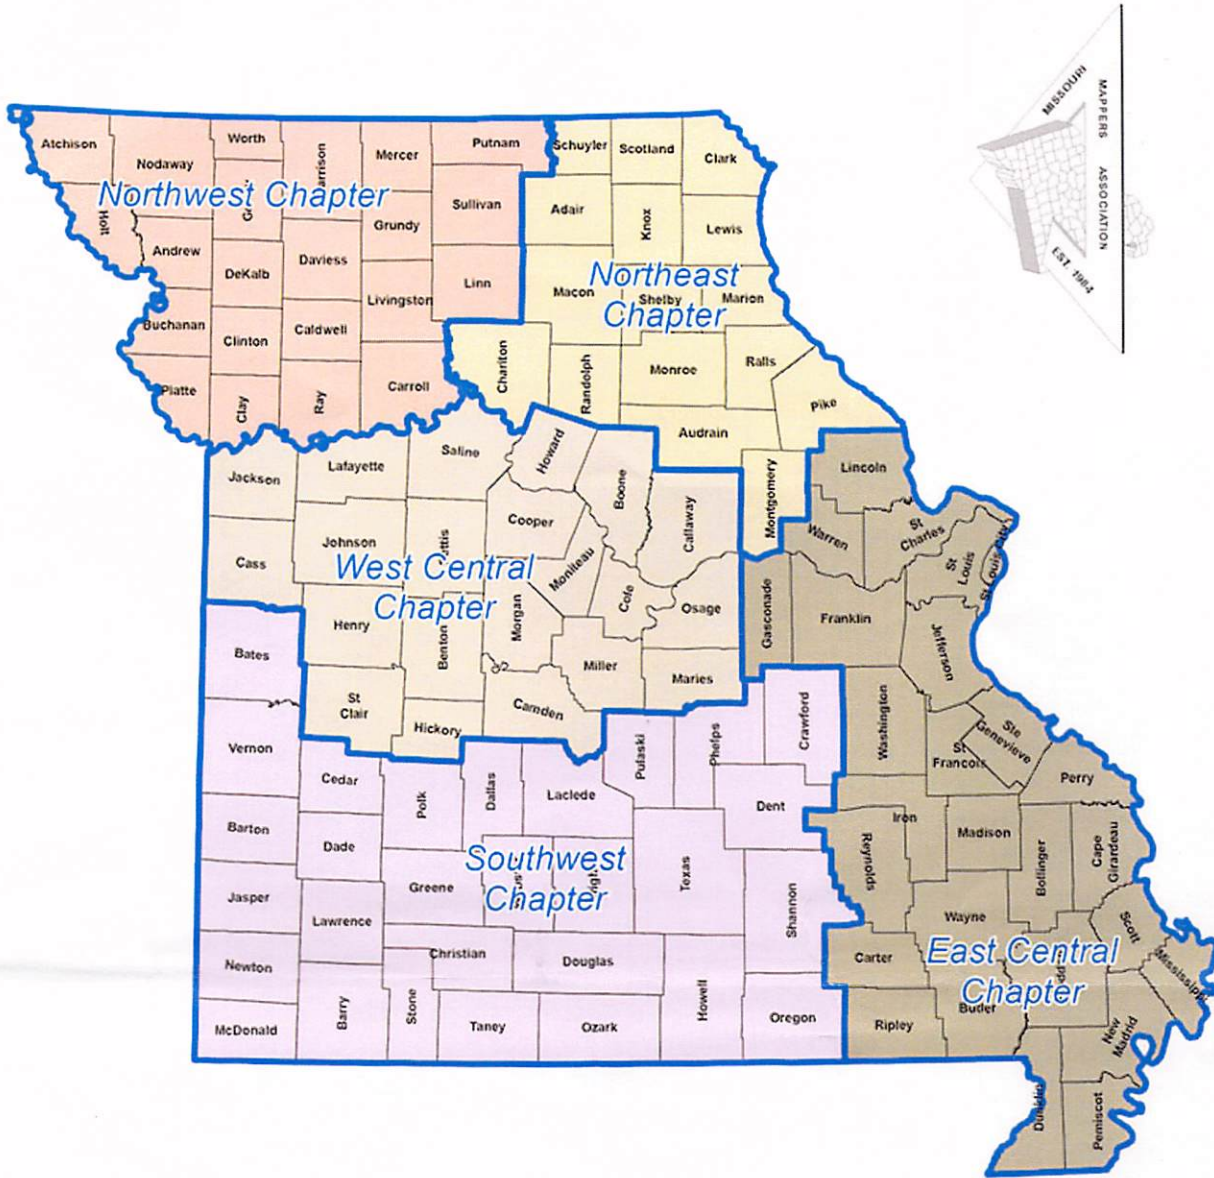 MISSOURI
MAPPERS ASSOCIATION
EST. 1984
Atchison
Nodaway
Worth
Mercer
Putnam
Schuyler
Scotland
Clark
Northwest Chapter
Holt
Sullivan
Grundy
Adair
Knox
Lewis
Andrew
DeKalb
Daviess
Linn
Livingston
Northeast
Chapter
Macon
Shelby
Marion
Buchanan
Clinton
Caldwell
Chariton
Randolph
Monroe
Ralls
Platte
Clay
Ray
Carroll
Pike
Audrain
Montgomery
Lincoln
Jackson
Lafayette
Saline
Howard
Boone
Callaway
Warren
St
Charles
St
Louis
St Louis City
Cass
Johnson
Cooper
Moniteau
West Central
Chapter
Henry
Benton
Morgan
Cole
Osage
Gasconade
Franklin
Jefferson
Bates
St
Clair
Hickory
Camden
Miller
Maries
Vernon
Cedar
Polk
Dallas
Laclede
Pulaski
Phelps
Crawford
Washington
St
Francois
Ste
Genevieve
Perry
Dent
Barton
Dade
Greene
Southwest
Chapter
Texas
Reynolds
Iron
Madison
Bollinger
Cape
Girardeau
Jasper
Lawrence
Shannon
Wayne
Scott
Mississippi
Newton
Christian
Douglas
Carter
East Central
Chapter
McDonald
Barry
Stone
Taney
Ozark
Howell
Oregon
Ripley
Butler
New
Madrid
Dunklin
Pemiscot